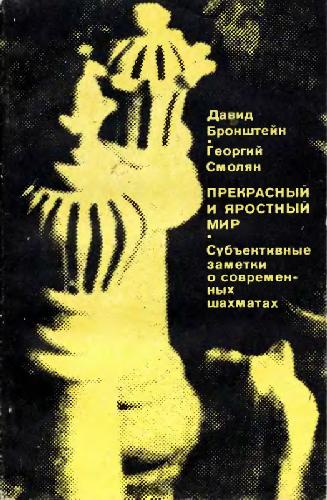 Давид
Бронштейн
•
Георгий
Смолян
ПРЕКРАСНЫЙ
И ЯРОСТНЫЙ
МИР
•
Субъективные
заметки
о современ-
ных
шахматах